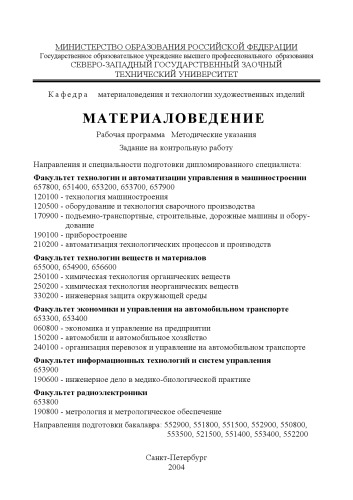 МИНИСТЕРСТВО ОБРАЗОВАНИЯ РОССИЙСКОЙ ФЕДЕРАЦИИ
Государственное образовательное учреждение высшего профессионального образования
СЕВЕРО-ЗАПАДНЫЙ ГОСУДАРСТВЕННЫЙ ЗАОЧНЫЙ
ТЕХНИЧЕСКИЙ УНИВЕРСИТЕТ
Кафедра материаловедения и технологии художественных изделий
МАТЕРИАЛОВЕДЕНИЕ
Рабочая программа Методические указания
Задание на контрольную работу
Направления и специальности подготовки дипломированного специалиста:
Факультет технологии и автоматизации управления в машиностроении
657800, 651400, 653200, 653700, 657900
120100 - технология машиностроения
120500 - оборудование и технология сварочного производства
170900 - подъемно-транспортные, строительные, дорожные машины и обору-
дование
190100 - приборостроение
210200 - автоматизация технологических процессов и производств
Факультет технологии веществ и материалов
655000, 654900, 656600
250100 - химическая технология органических веществ
250200 - химическая технология неорганических веществ
330200 - инженерная защита окружающей среды
Факультет экономики и управления на автомобильном транспорте
653300, 653400
060800 - экономика и управление на предприятии
150200 - автомобили и автомобильное хозяйство
240100 - организация перевозок и управление на автомобильном транспорте
Факультет информационных технологий и систем управления
653900
190600 - инженерное дело в медико-биологической практике
Факультет радиоэлектроники
653800
190800 - метрология и метрологическое обеспечение
Направления подготовки бакалавра: 552900, 551800, 551500, 552900, 550800,
553500, 521500, 551400, 553400, 552200
Санкт-Петербург
2004